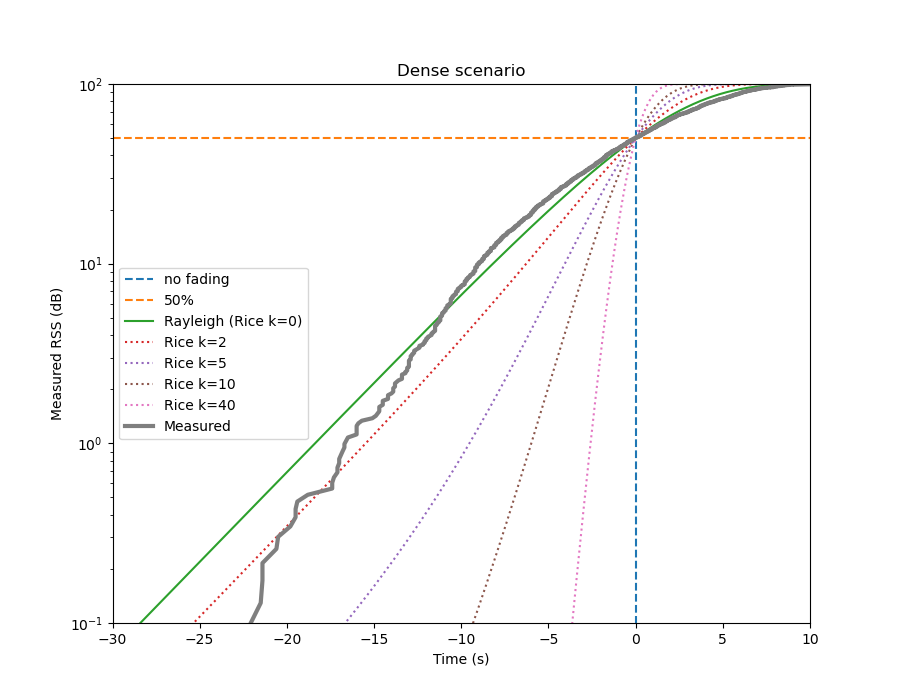 Dense scenario
Measured RSS (dB)
10²
10¹
10⁰
10⁻¹
no fading
50%
Rayleigh (Rice k=0)
Rice k=2
Rice k=5
Rice k=10
Rice k=40
Measured
−30 −25 −20 −15 −10 −5 0 5 10
Time (s)